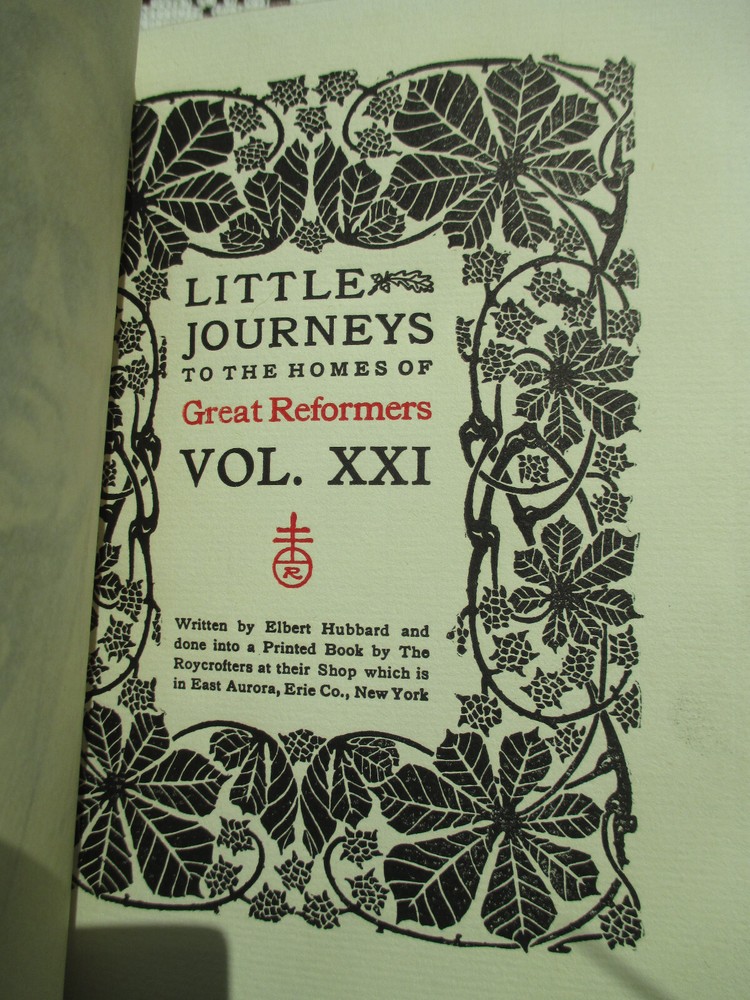 LITTLE
JOURNEYS
TO THE HOMES OF
Great Reformers
VOL. XXI
R
Written by Elbert Hubbard and
done into a Printed Book by The
Roycrofters at their Shop which is
in East Aurora, Erie Co., New York